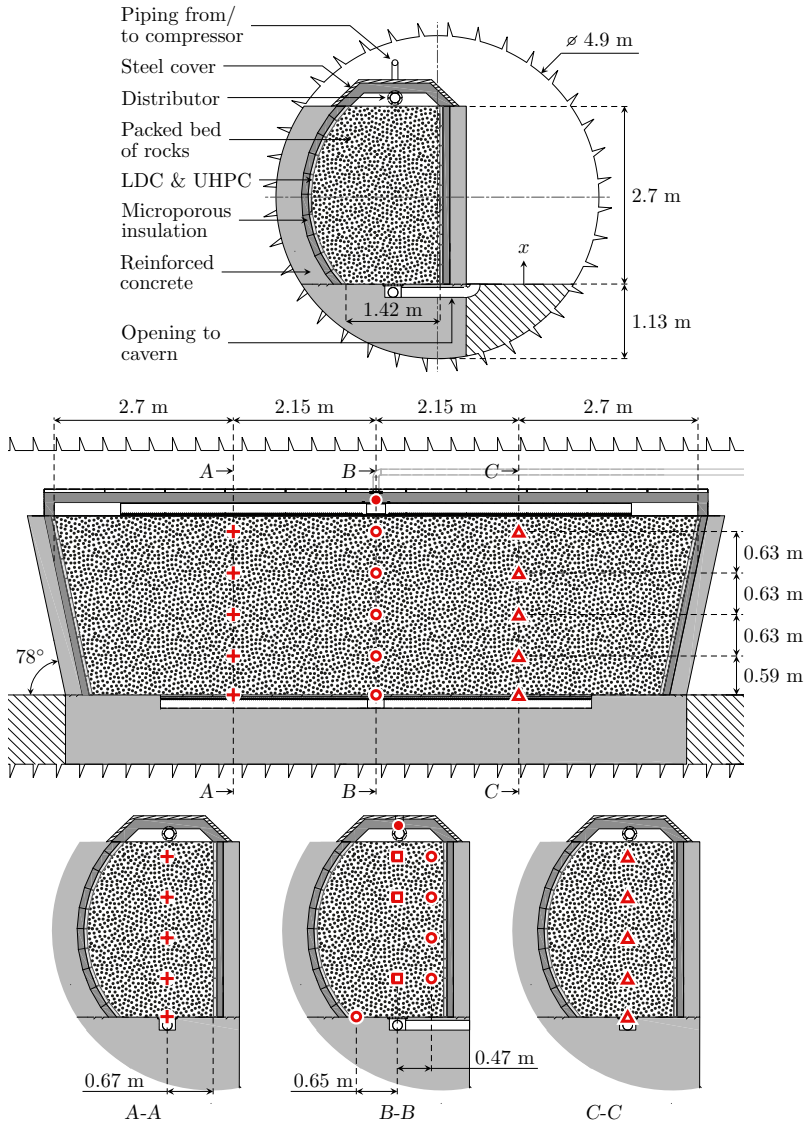 Piping from/
to compressor
Steel cover
Distributor
Packed bed
of rocks
LDC & UHPC
Microporous
insulation
Reinforced
concrete
Opening to
cavern
⌀ 4.9 m
2.7 m
x
1.42 m
1.13 m
2.7 m 2.15 m 2.15 m 2.7 m
A B C
0.63 m
0.63 m
0.63 m
0.59 m
78°
A B C
0.67 m 0.65 m 0.47 m
A-A B-B C-C